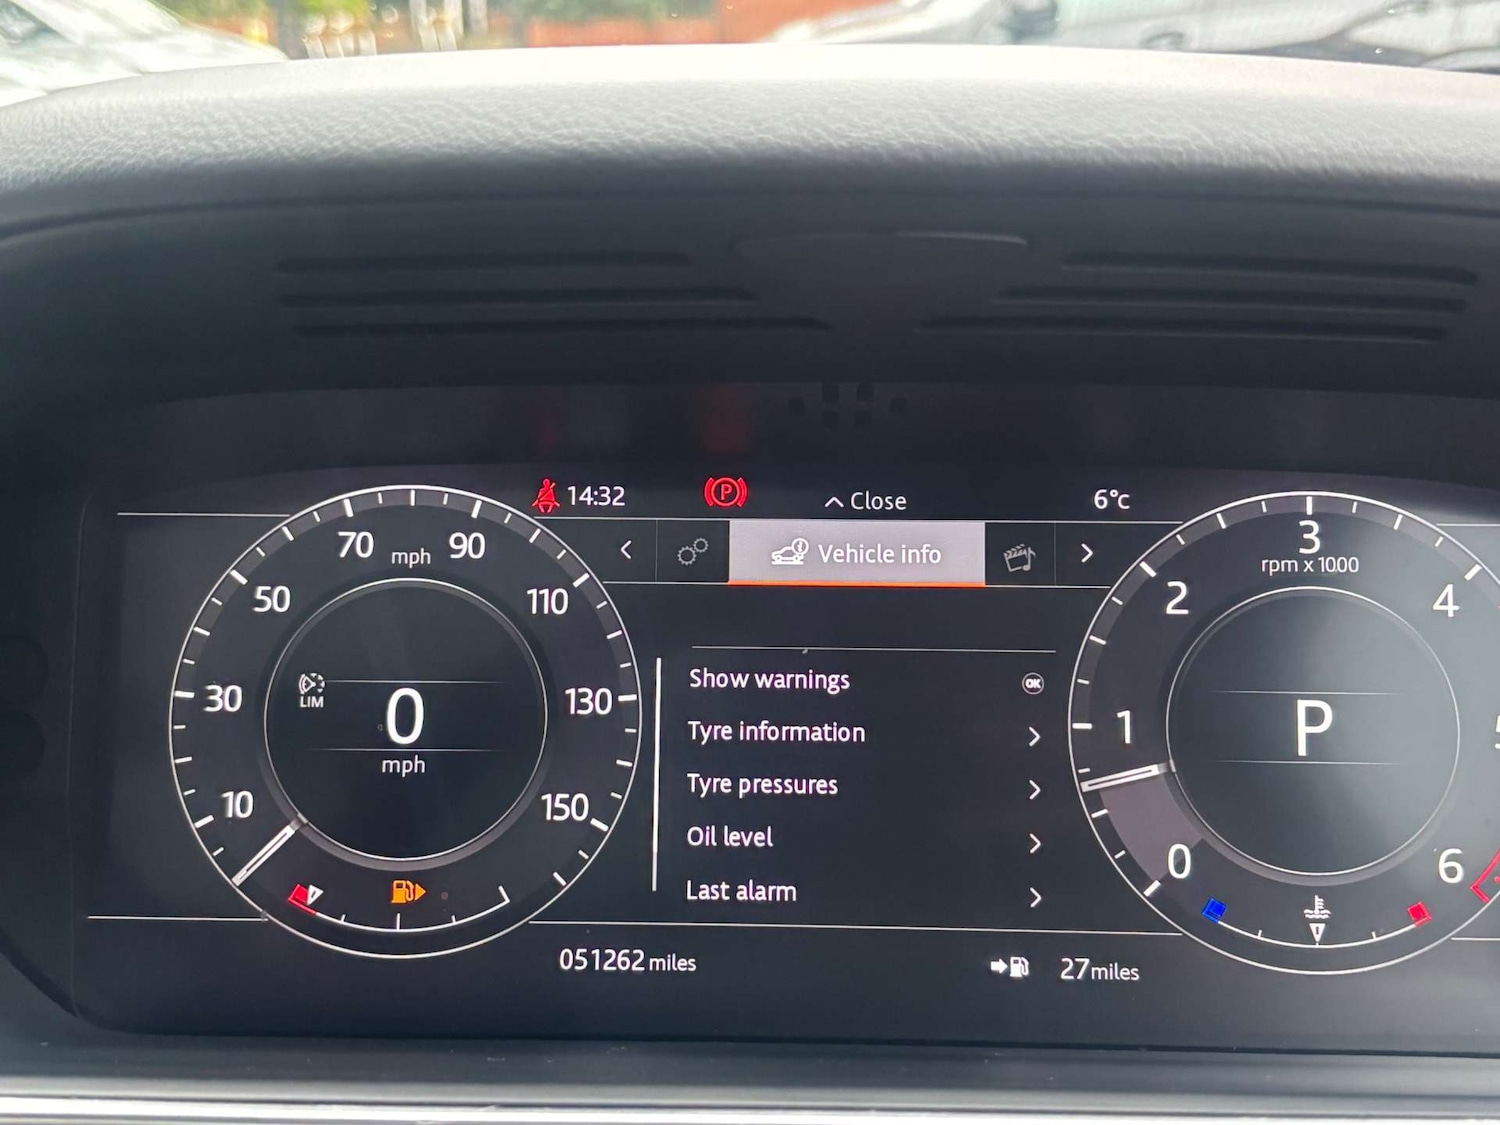 14:32
P
Close
6°c
Vehicle info
70 mph 90
50
110
30
130
10
150
LIM
0
mph
Show warnings
OK
Tyre information
Tyre pressures
Oil level
Last alarm
3
rpm x 1000
2
4
1
P
0
6
051262 miles
27 miles